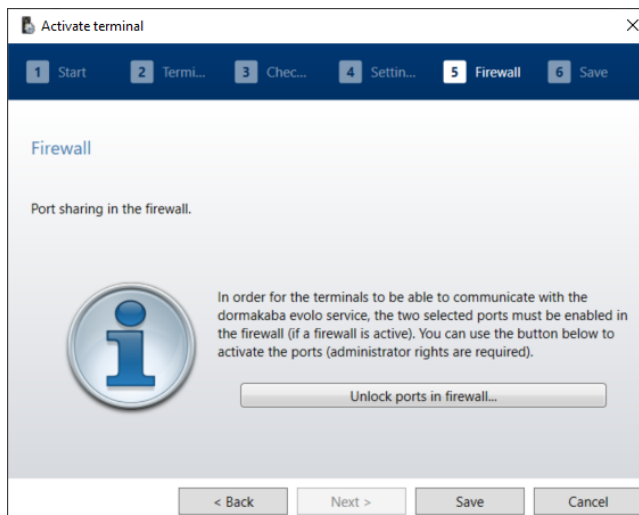 Activate terminal
1 Start 2 Termi... 3 Chec... 4 Settin... 5 Firewall 6 Save
Firewall
Port sharing in the firewall.
In order for the terminals to be able to communicate with the
dormakaba evolo service, the two selected ports must be enabled in
the firewall (if a firewall is active). You can use the button below to
activate the ports (administrator rights are required).
Unlock ports in firewall...
< Back Next > Save Cancel